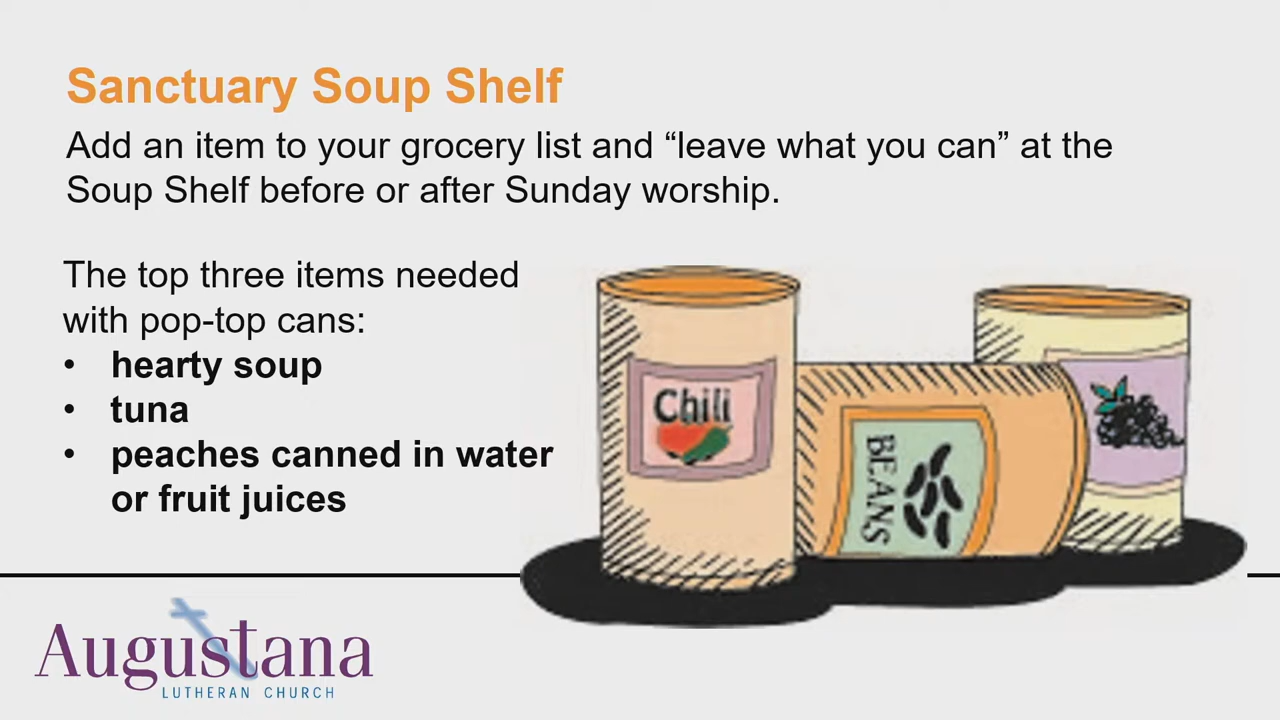 Sanctuary Soup Shelf
Add an item to your grocery list and “leave what you can” at the
Soup Shelf before or after Sunday worship.
The top three items needed
with pop-top cans:
• hearty soup
• tuna
• peaches canned in water
or fruit juices
Chili
BEANS
Augustana
LUTHERAN CHURCH